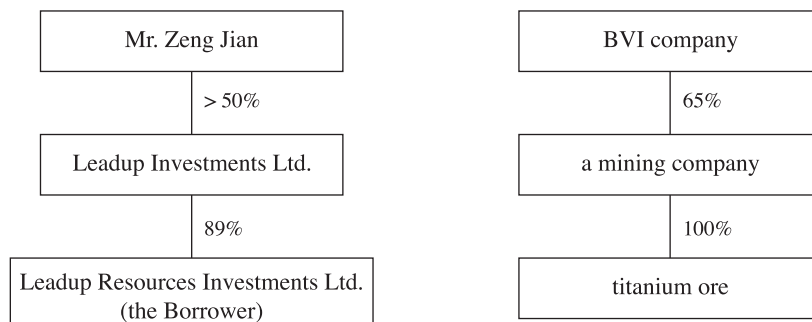 Mr. Zeng Jian
BVI company
> 50%
65%
Leadup Investments Ltd.
a mining company
89%
100%
Leadup Resources Investments Ltd.
(the Borrower)
titanium ore